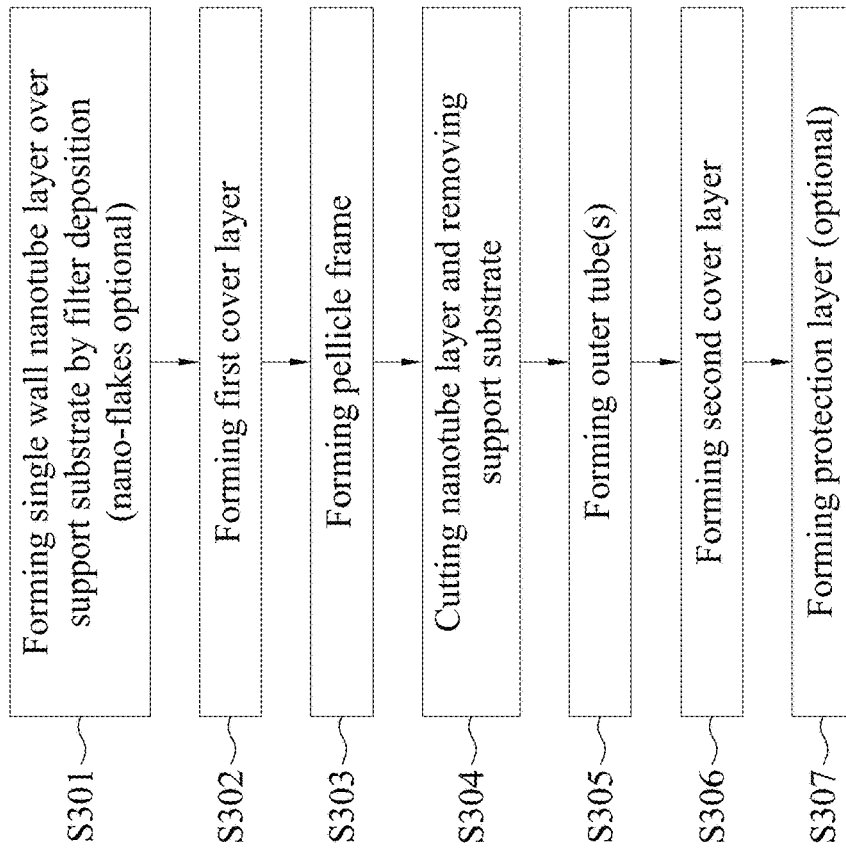 S301
Forming single wall nanotube layer over
support substrate by filter deposition
(nano-flakes optional)
S302
Forming first cover layer
S303
Forming pellicle frame
S304
Cutting nanotube layer and removing
support substrate
S305
Forming outer tube(s)
S306
Forming second cover layer
S307
Forming protection layer (optional)